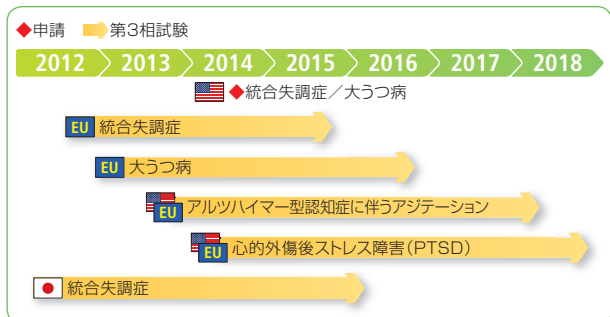 ◆申請 第3相試験
2012 2013 2014 2015 2016 2017 2018
◆統合失調症／大うつ病
EU 統合失調症
EU 大うつ病
EU アルツハイマー型認知症に伴うアジテーション
EU 心的外傷後ストレス障害（PTSD）
統合失調症